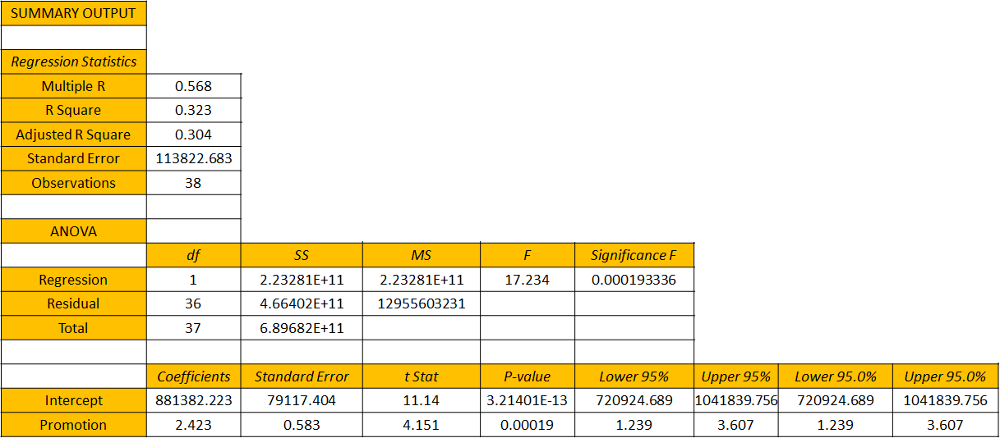 SUMMARY OUTPUT
Regression Statistics
Multiple R 0.568
R Square 0.323
Adjusted R Square 0.304
Standard Error 113822.683
Observations 38
ANOVA
df SS MS F Significance F
Regression 1 2.23281E+11 2.23281E+11 17.234 0.000193336
Residual 36 4.66402E+11 12955603231
Total 37 6.89682E+11
Coefficients Standard Error t Stat P-value Lower 95% Upper 95% Lower 95.0% Upper 95.0%
Intercept 881382.223 79117.404 11.14 3.21401E-13 720924.689 1041839.756 720924.689 1041839.756
Promotion 2.423 0.583 4.151 0.00019 1.239 3.607 1.239 3.607